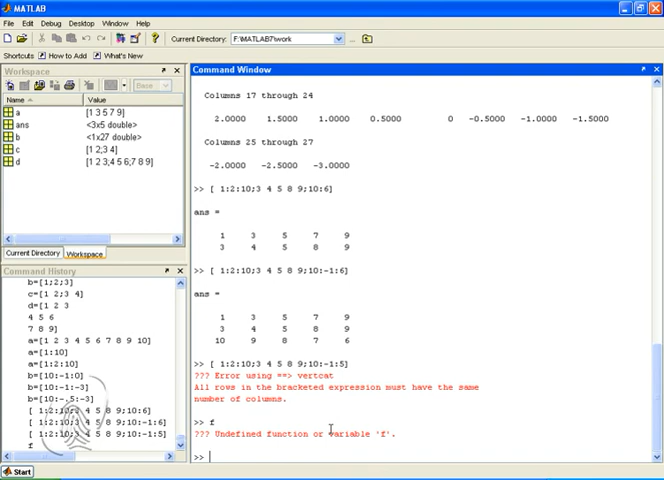 MATLAB
File Edit Debug Desktop Window Help
Current Directory: F:\MATLAB7\work
Shortcuts How to Add What's New
Workspace
Base
Name Value
a [1 3 5 7 9]
ans <3x5 double>
b <1x27 double>
c [1 2;3 4]
d [1 2 3;4 5 6;7 8 9]
Current Directory Workspace
Command History
b=[1;2;3]
c=[1 2;3 4]
d=[1 2 3
4 5 6
7 8 9]
a=[1 2 3 4 5 6 7 8 9 10]
a=[1:10]
a=[1:2:10]
b=[10:-1:0]
b=[10:-1:-3]
b=[10:-.5:-3]
[ 1:2:10;3 4 5 8 9;10:6]
[ 1:2:10;3 4 5 8 9;10:-1:6]
[ 1:2:10;3 4 5 8 9;10:-1:5]
f
Command Window
Columns 17 through 24
2.0000 1.5000 1.0000 0.5000 0 -0.5000 -1.0000 -1.5000
Columns 25 through 27
-2.0000 -2.5000 -3.0000
>> [ 1:2:10;3 4 5 8 9;10:6]
ans =
1 3 5 7 9
3 4 5 8 9
>> [ 1:2:10;3 4 5 8 9;10:-1:6]
ans =
1 3 5 7 9
3 4 5 8 9
10 9 8 7 6
>> [ 1:2:10;3 4 5 8 9;10:-1:5]
??? Error using ==> vertcat
All rows in the bracketed expression must have the same
number of columns.
>> f
??? Undefined function or variable 'f'.
>>
Start